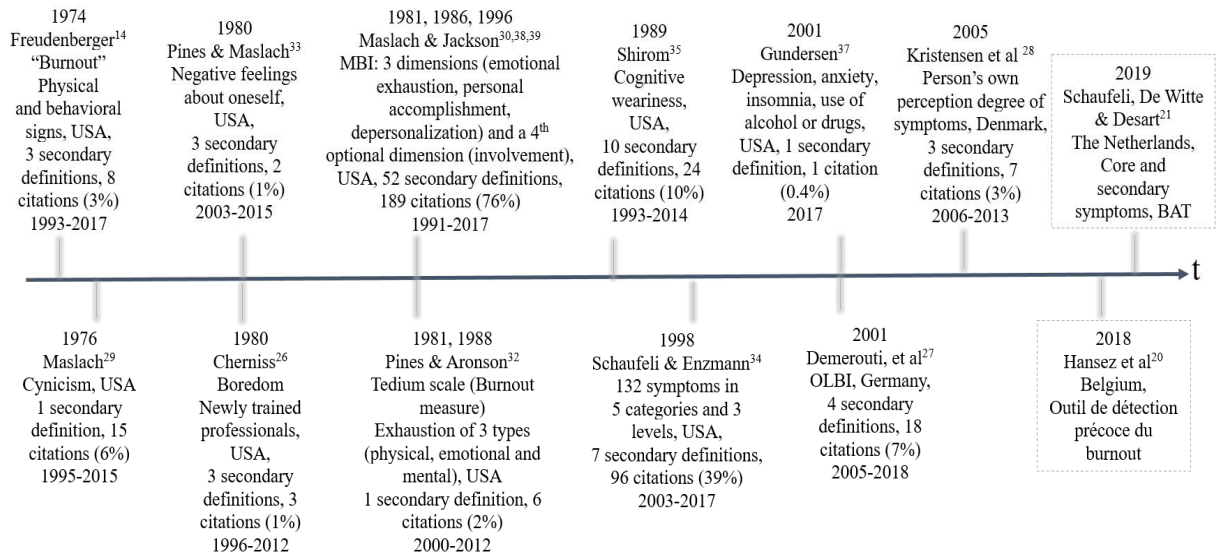 1974
Freudenberger14
“Burnout”
Physical
and behavioral
signs, USA,
3 secondary
definitions, 8
citations (3%)
1993-2017
1980
Pines & Maslach33
Negative feelings
about oneself,
USA,
3 secondary
definitions, 2
citations (1%)
2003-2015
1981, 1986, 1996
Maslach & Jackson30,38,39
MBI: 3 dimensions (emotional
exhaustion, personal
accomplishment,
depersonalization) and a 4th
optional dimension (involvement),
USA, 52 secondary definitions,
189 citations (76%)
1991-2017
1989
Shirom35
Cognitive
weariness,
USA,
10 secondary
definitions, 24
citations (10%)
1993-2014
2001
Gundersen37
Depression, anxiety,
insomnia, use of
alcohol or drugs,
USA, 1 secondary
definition, 1 citation
(0.4%)
2017
2005
Kristensen et al 28
Person’s own
perception degree of
symptoms, Denmark,
3 secondary
definitions, 7
citations (3%)
2006-2013
2019
Schaufeli, De Witte
& Desart21
The Netherlands,
Core and
secondary
symptoms, BAT
t
1976
Maslach29
Cynicism, USA
1 secondary
definition, 15
citations (6%)
1995-2015
1980
Cherniss26
Boredom
Newly trained
professionals,
USA,
3 secondary
definitions, 3
citations (1%)
1996-2012
1981, 1988
Pines & Aronson32
Tedium scale (Burnout
measure)
Exhaustion of 3 types
(physical, emotional and
mental), USA
1 secondary definition, 6
citations (2%)
2000-2012
1998
Schaufeli & Enzmann34
132 symptoms in
5 categories and 3
levels, USA,
7 secondary definitions,
96 citations (39%)
2003-2017
2001
Demerouti, et al27
OLBI, Germany,
4 secondary
definitions, 18
citations (7%)
2005-2018
2018
Hansez et al20
Belgium,
Outil de détection
précoce du
burnout